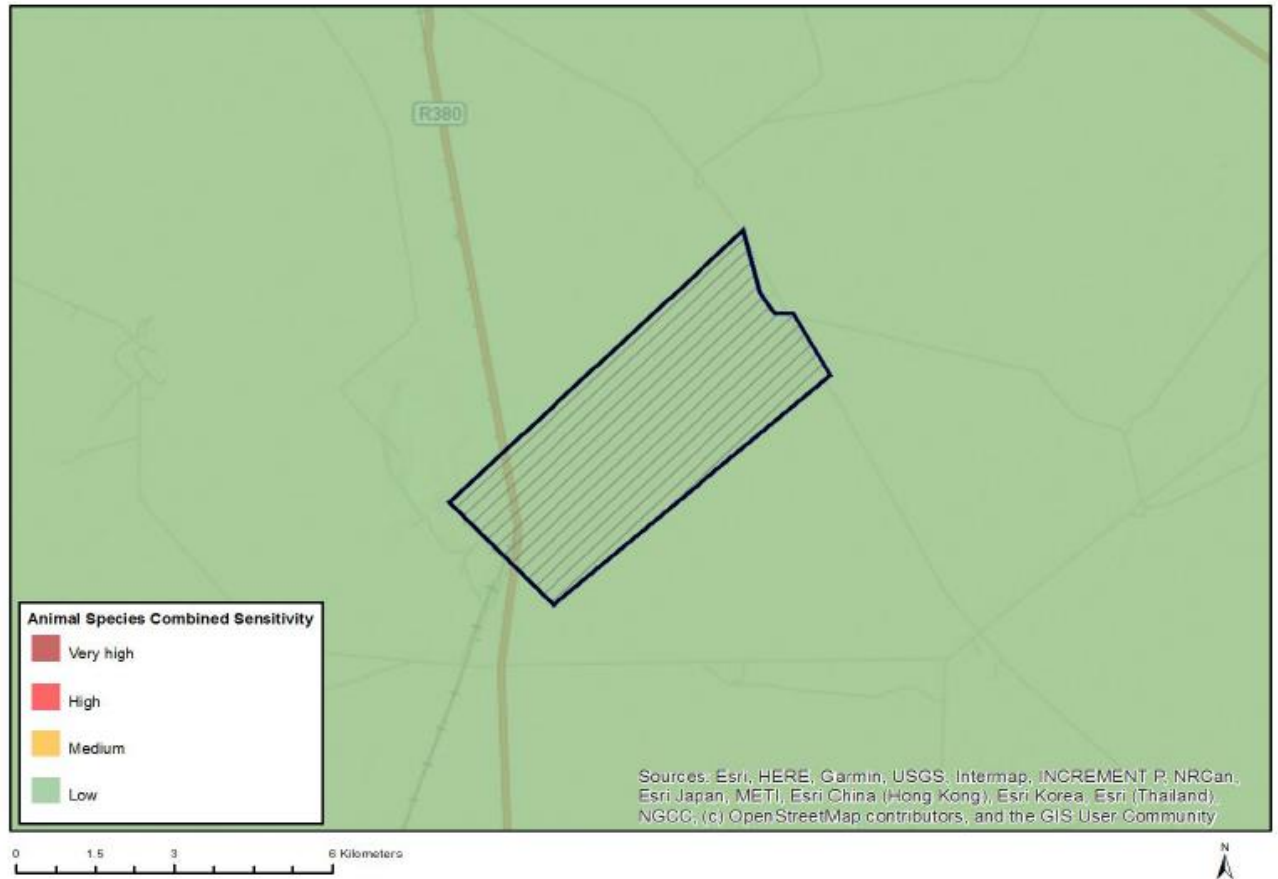 R380
Animal Species Combined Sensitivity
Very high
High
Medium
Low
Sources: Esri, HERE, Garmin, USGS, Intermap, INCREMENT P, NRCan,
Esri Japan, METI, Esri China (Hong Kong), Esri Korea, Esri (Thailand),
NGCC, (c) OpenStreetMap contributors, and the GIS User Community
0 1.5 3 6 Kilometers
N